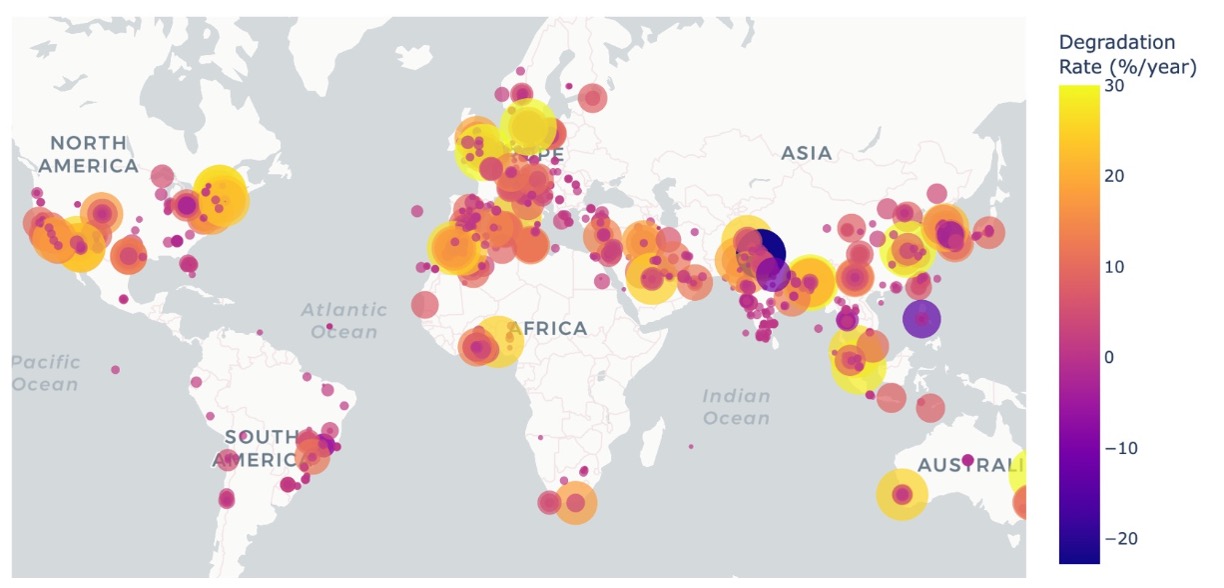 Degradation
Rate (%/year)
30
20
10
0
−10
−20
NORTH
AMERICA
ASIA
Atlantic
Ocean
AFRICA
Pacific
Ocean
Indian
Ocean
SOUTH
AMERIC
AUSTRALI